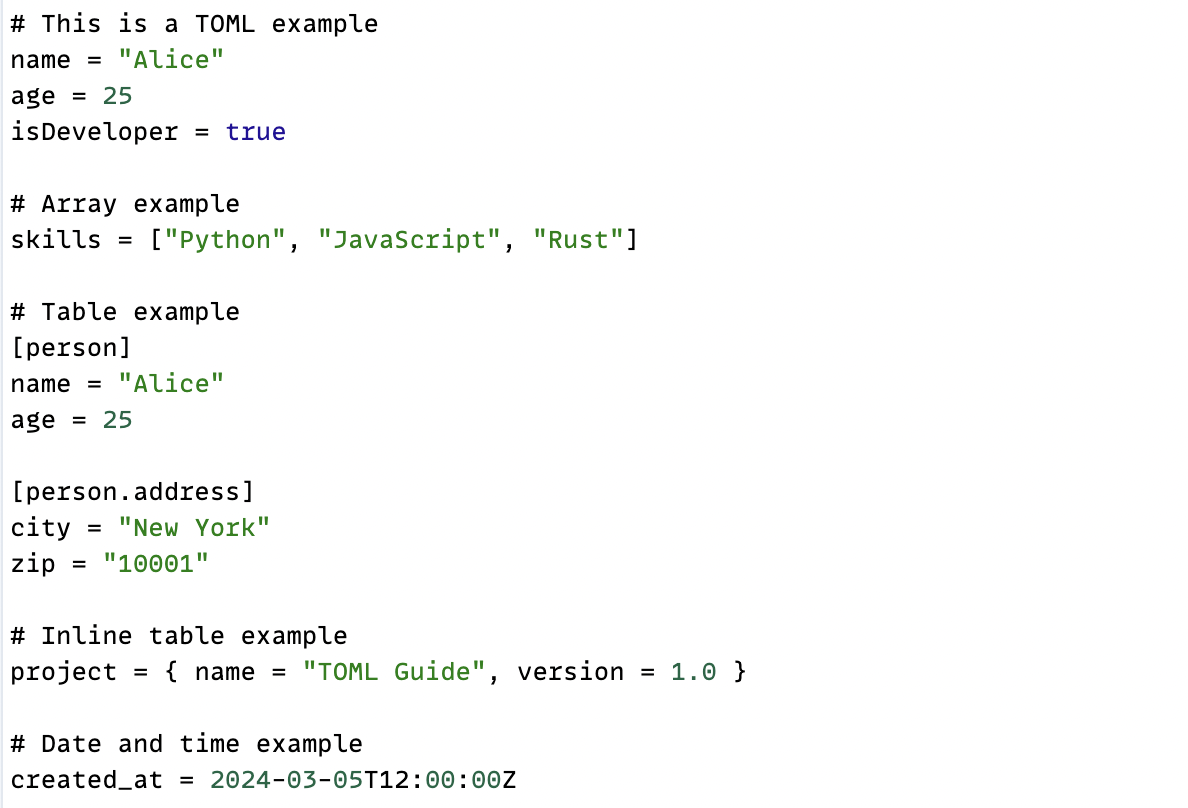 # This is a TOML example
name = "Alice"
age = 25
isDeveloper = true

# Array example
skills = ["Python", "JavaScript", "Rust"]

# Table example
[person]
name = "Alice"
age = 25

[person.address]
city = "New York"
zip = "10001"

# Inline table example
project = { name = "TOML Guide", version = 1.0 }

# Date and time example
created_at = 2024-03-05T12:00:00Z